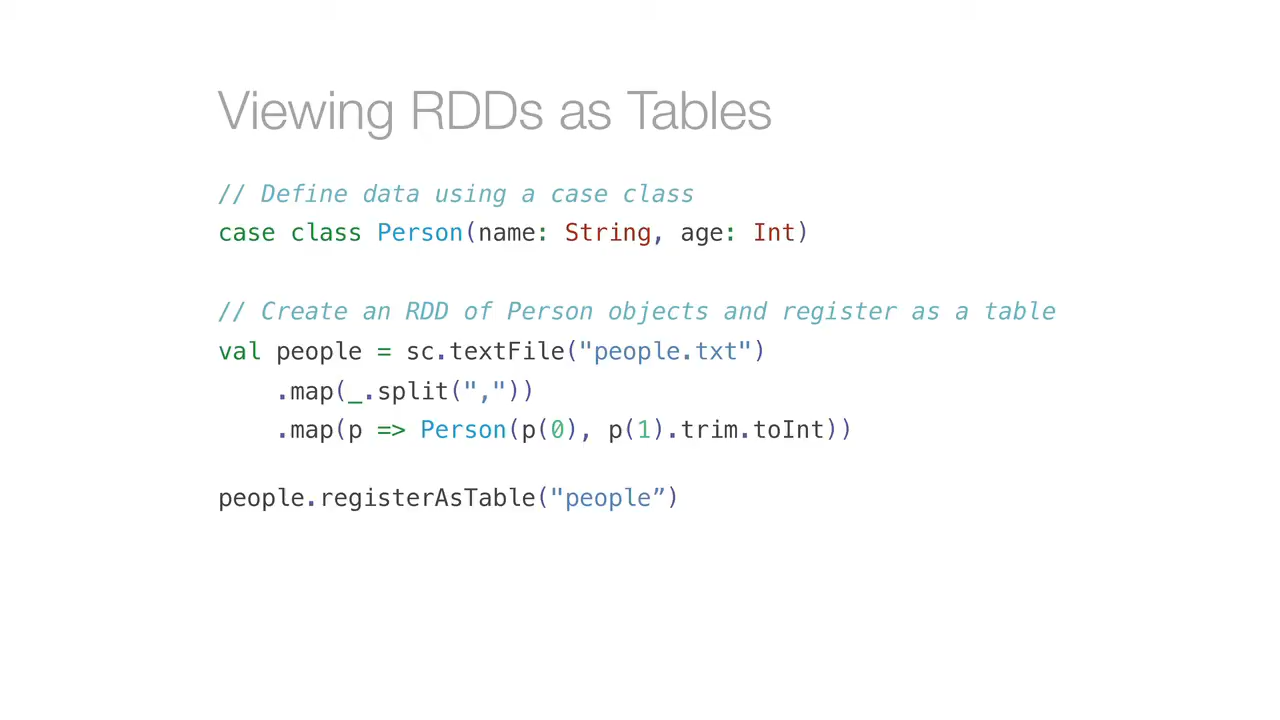 Viewing RDDs as Tables
// Define data using a case class
case class Person(name: String, age: Int)
// Create an RDD of Person objects and register as a table
val people = sc.textFile("people.txt")
    .map(_.split(","))
    .map(p => Person(p(0), p(1).trim.toInt))
people.registerAsTable("people”)